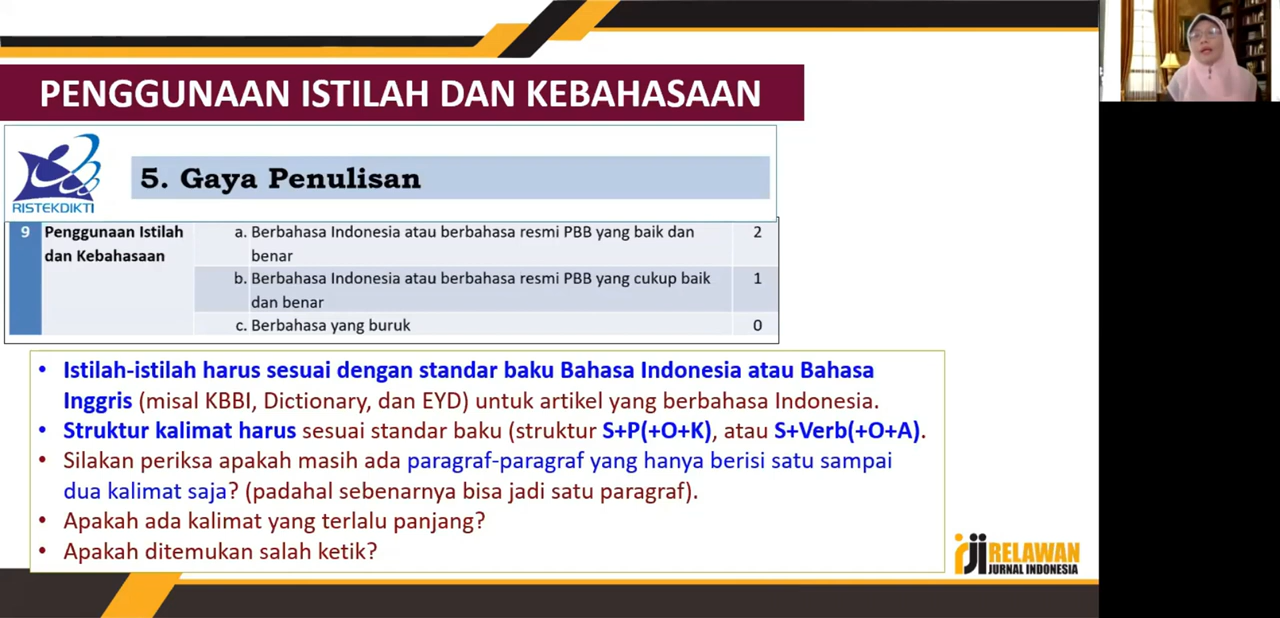 PENGGUNAAN ISTILAH DAN KEBAHASAAN
RISTEKDIKTI
5. Gaya Penulisan
9 Penggunaan Istilah dan Kebahasaan
a. Berbahasa Indonesia atau berbahasa resmi PBB yang baik dan
benar
2
b. Berbahasa Indonesia atau berbahasa resmi PBB yang cukup baik
dan benar
1
c. Berbahasa yang buruk
0
• Istilah-istilah harus sesuai dengan standar baku Bahasa Indonesia atau Bahasa
Inggris (misal KBBI, Dictionary, dan EYD) untuk artikel yang berbahasa Indonesia.
• Struktur kalimat harus sesuai standar baku (struktur S+P(+O+K), atau S+Verb(+O+A).
• Silakan periksa apakah masih ada paragraf-paragraf yang hanya berisi satu sampai
dua kalimat saja? (padahal sebenarnya bisa jadi satu paragraf).
• Apakah ada kalimat yang terlalu panjang?
• Apakah ditemukan salah ketik?
rji RELAWAN
JURNAL INDONESIA